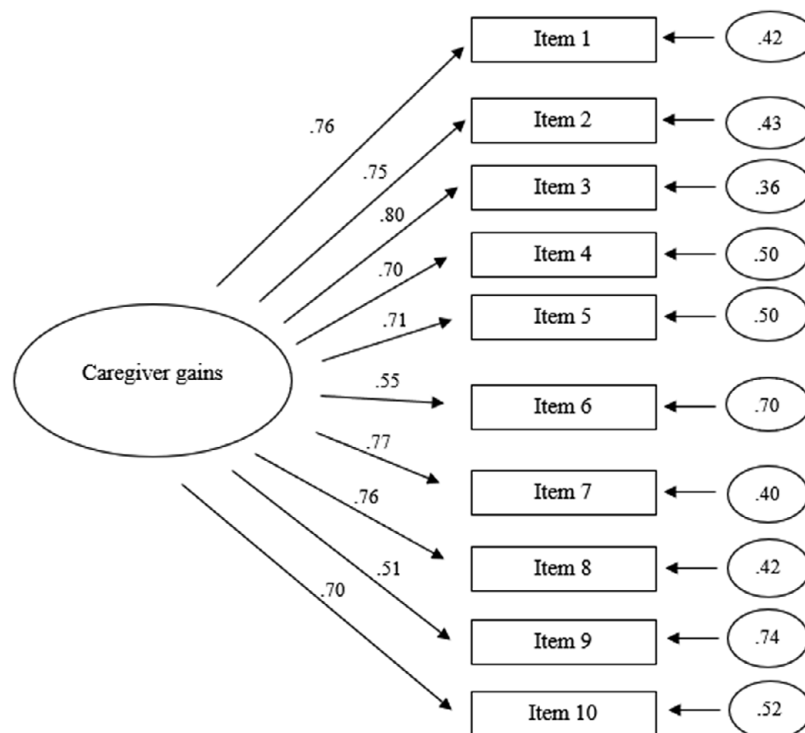 Item 1
.42
.76
Item 2
.43
.75
Item 3
.36
.80
Item 4
.50
.70
Item 5
.50
.71
Caregiver gains
.55
Item 6
.70
.77
Item 7
.40
.76
Item 8
.42
.51
Item 9
.74
.70
Item 10
.52